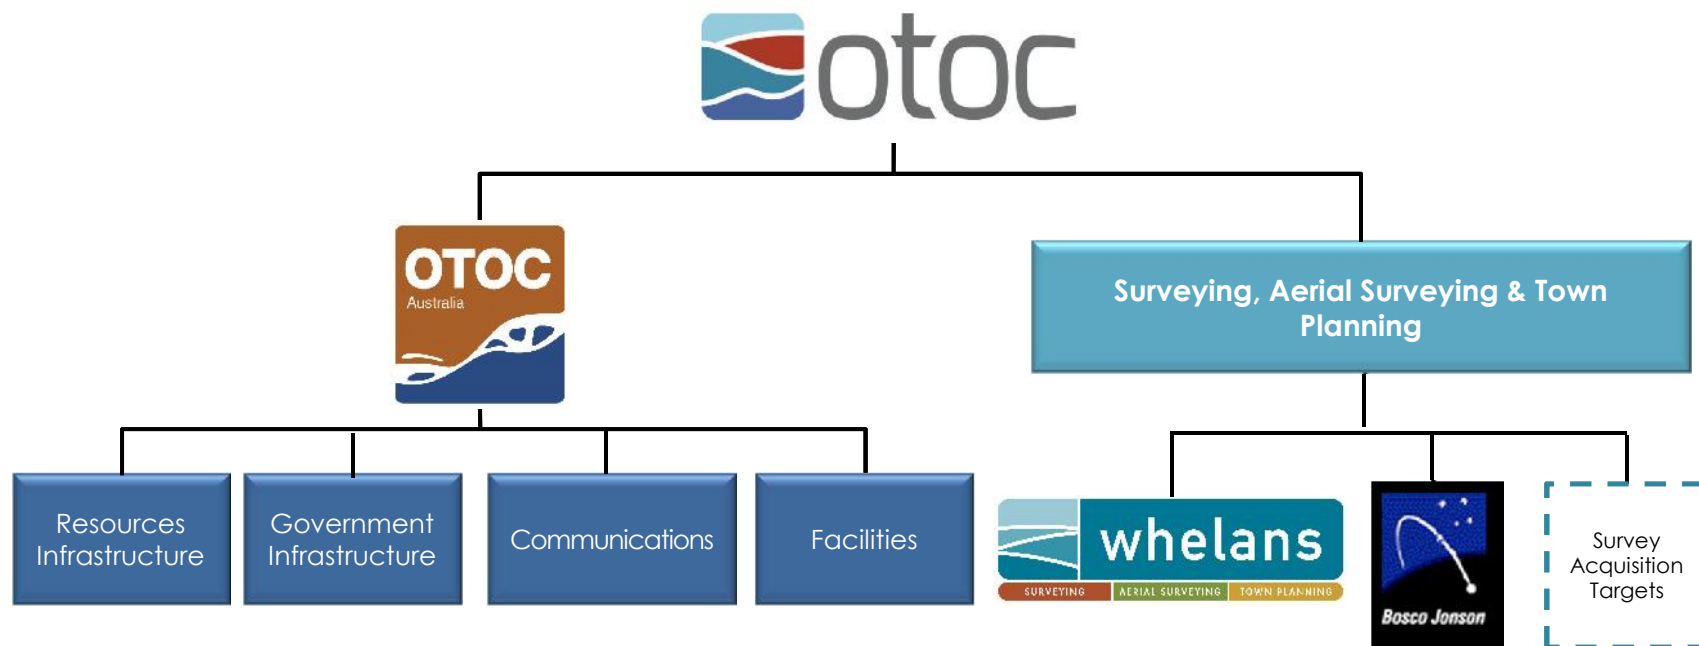 otoc
OTOC
Australia
Surveying, Aerial Surveying & Town
Planning
Resources
Infrastructure
Government
Infrastructure
Communications
Facilities
whelans
SURVEYING
AERIAL SURVEYING
TOWN PLANNING
Bosco Jonson
Survey
Acquisition
Targets